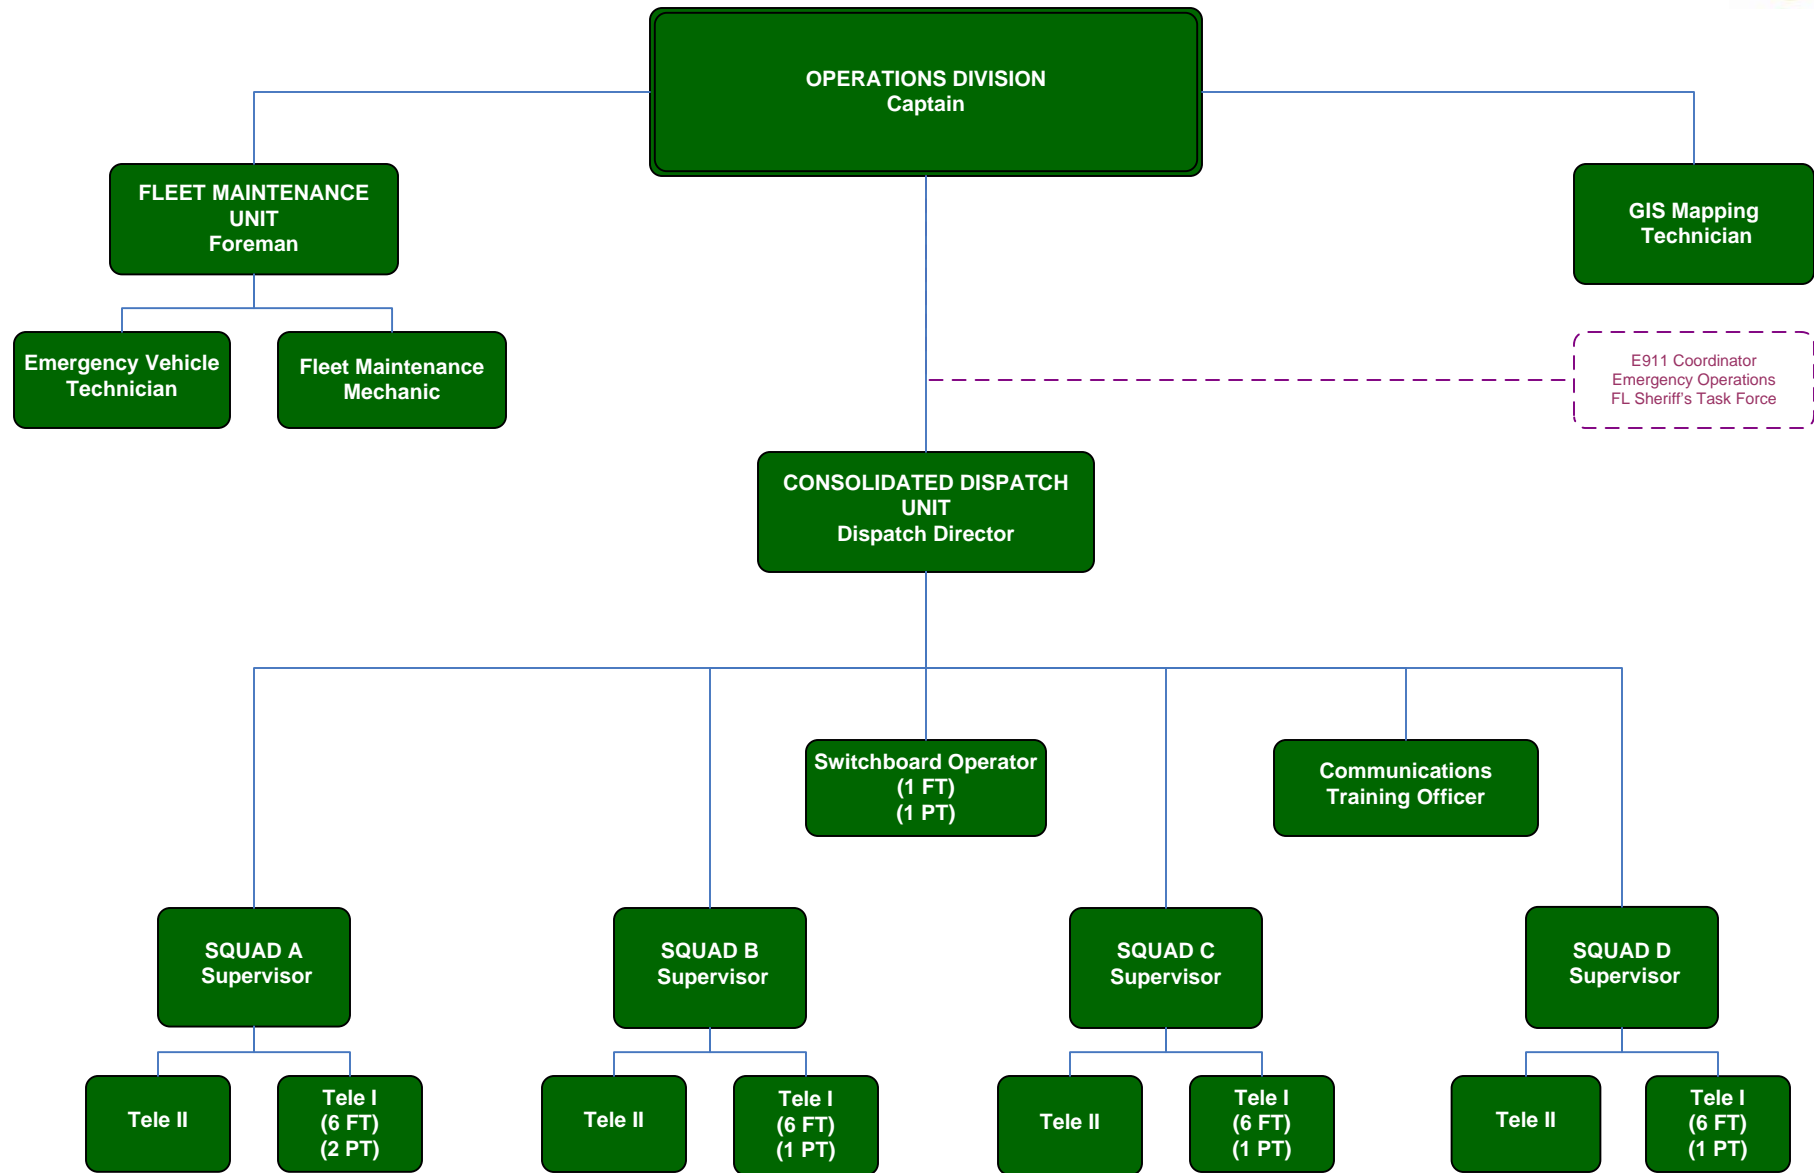 OPERATIONS DIVISION
Captain
FLEET MAINTENANCE
UNIT
Foreman
GIS Mapping
Technician
Emergency Vehicle
Technician
Fleet Maintenance
Mechanic
E911 Coordinator
Emergency Operations
FL Sheriff’s Task Force
CONSOLIDATED DISPATCH
UNIT
Dispatch Director
Switchboard Operator
(1 FT)
(1 PT)
Communications
Training Officer
SQUAD A
Supervisor
SQUAD B
Supervisor
SQUAD C
Supervisor
SQUAD D
Supervisor
Tele II
Tele I
(6 FT)
(2 PT)
Tele II
Tele I
(6 FT)
(1 PT)
Tele II
Tele I
(6 FT)
(1 PT)
Tele II
Tele I
(6 FT)
(1 PT)